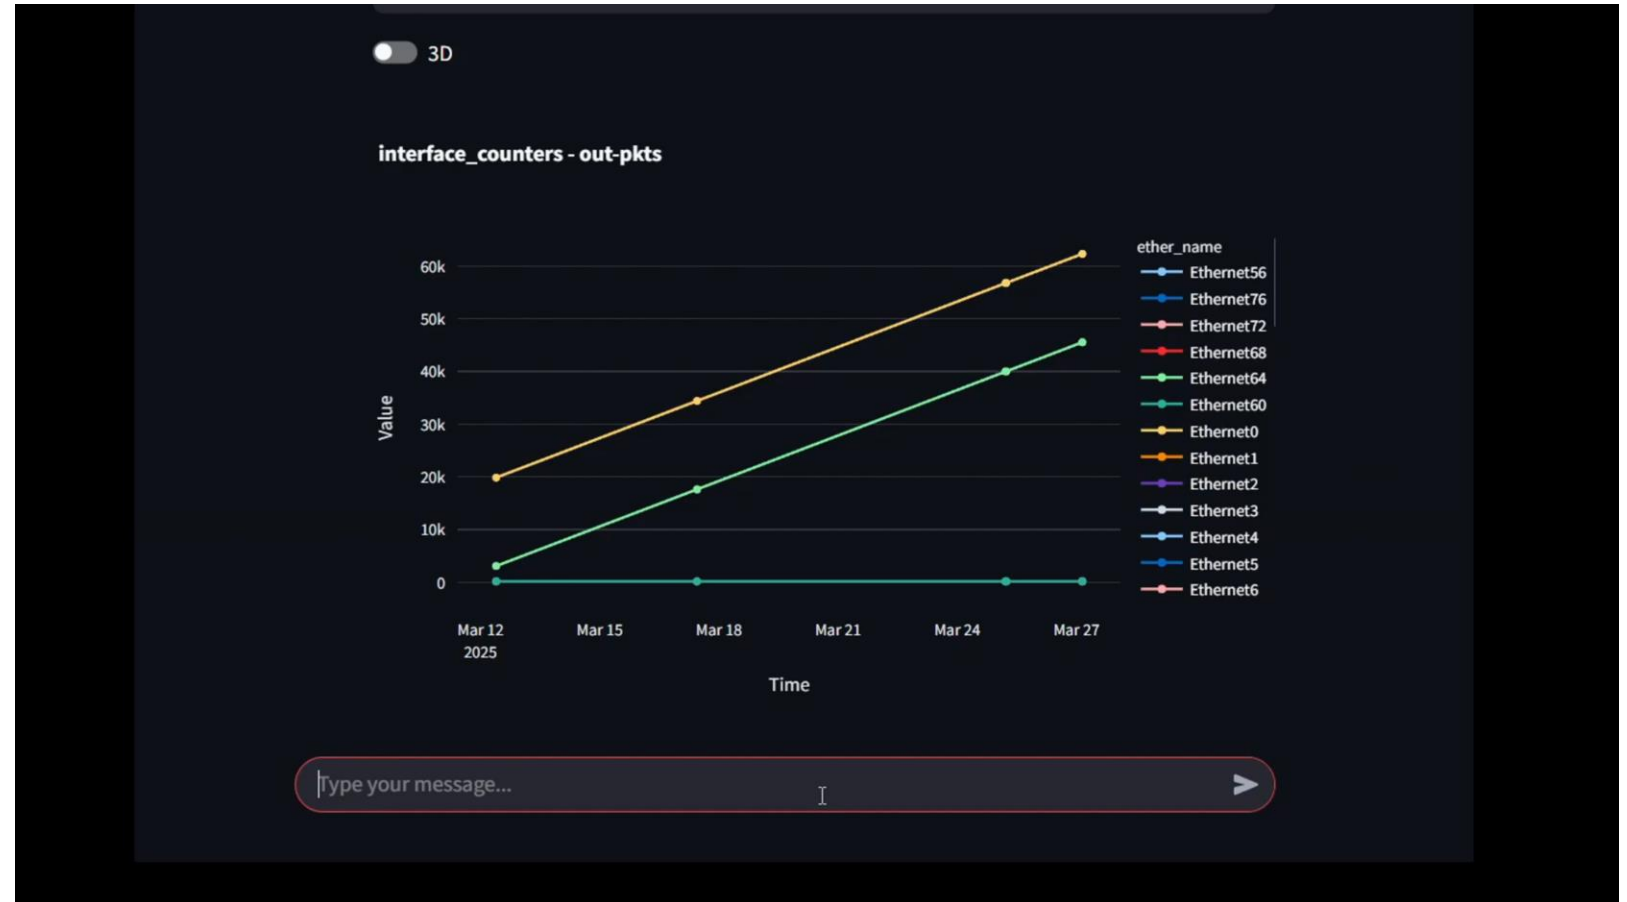 3D
interface_counters - out-pkts
ether_name
Ethernet56
Ethernet76
Ethernet72
Ethernet68
Ethernet64
Ethernet60
Ethernet0
Ethernet1
Ethernet2
Ethernet3
Ethernet4
Ethernet5
Ethernet6
60k
50k
40k
30k
20k
10k
0
Value
Mar 12 Mar 15 Mar 18 Mar 21 Mar 24 Mar 27
2025
Time
Type your message...